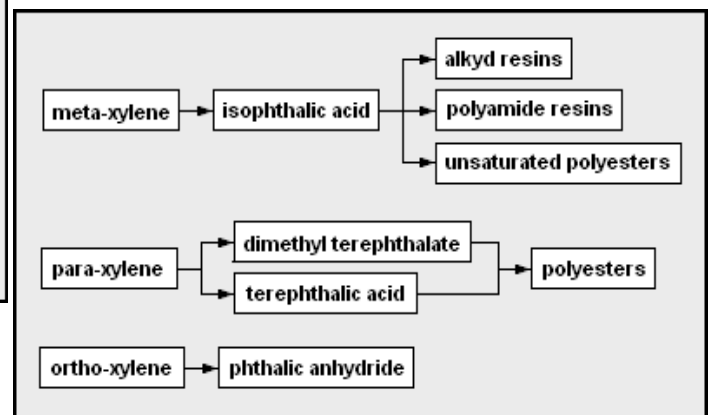 alkyd resins
meta-xylene
isophthalic acid
polyamide resins
unsaturated polyesters
para-xylene
dimethyl terephthalate
terephthalic acid
polyesters
ortho-xylene
phthalic anhydride